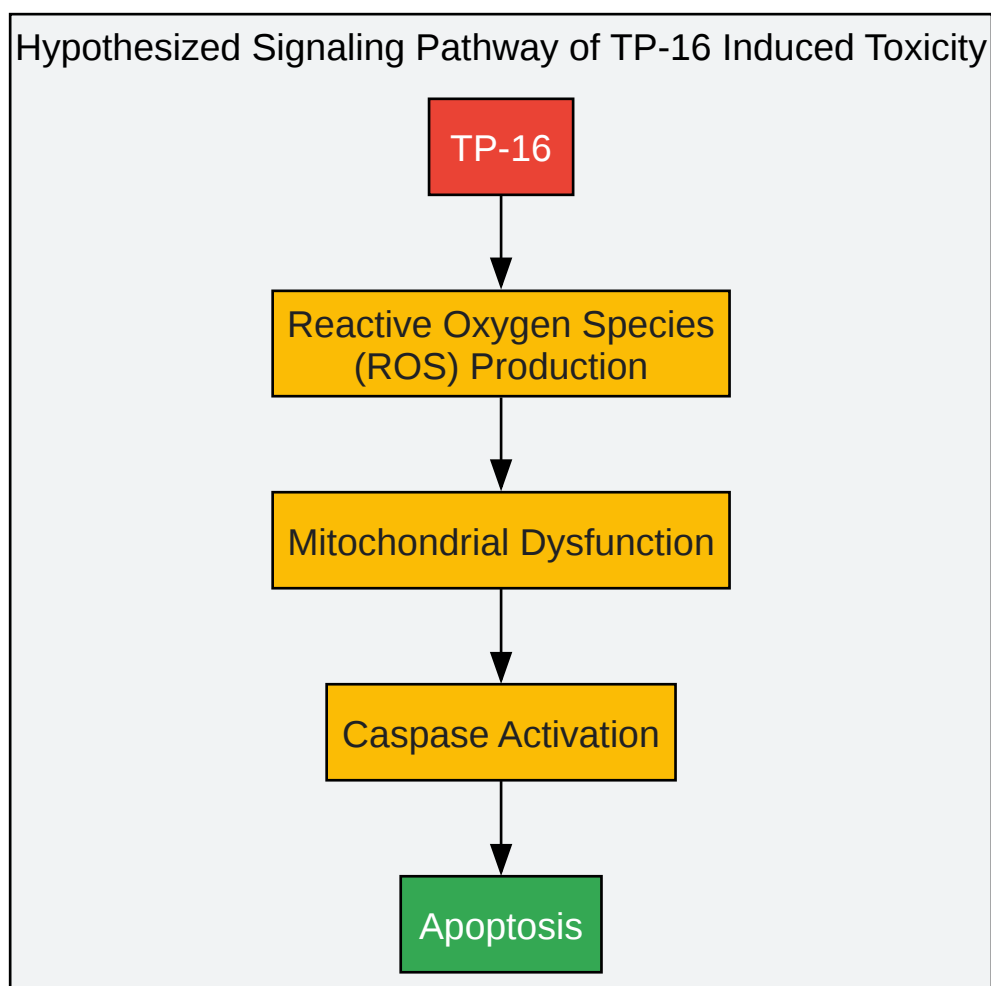 Hypothesized Signaling Pathway of TP-16 Induced Toxicity
TP-16
Reactive Oxygen Species
(ROS) Production
Mitochondrial Dysfunction
Caspase Activation
Apoptosis